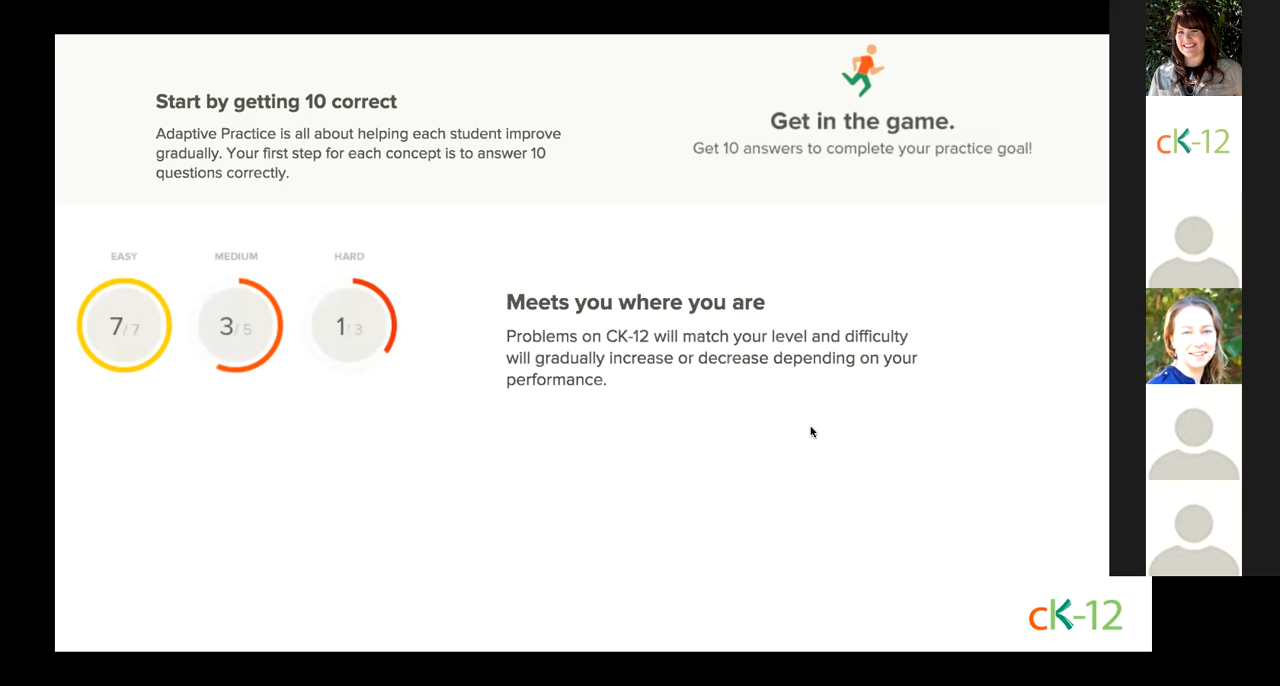 Start by getting 10 correct
Adaptive Practice is all about helping each student improve
gradually. Your first step for each concept is to answer 10
questions correctly.
Get in the game.
Get 10 answers to complete your practice goal!
EASY
MEDIUM
HARD
7/ 7
3/ 5
1/ 3
Meets you where you are
Problems on CK-12 will match your level and difficulty
will gradually increase or decrease depending on your
performance.
cK-12
cK-12